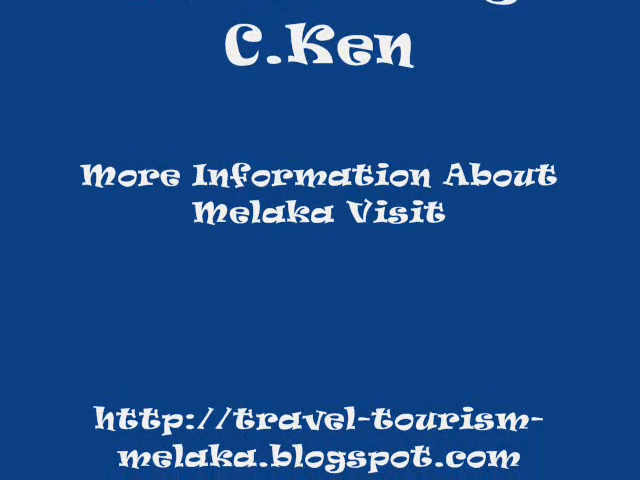 C.Ken
More Information About
Melaka Visit
http://travel-tourism-
melaka.blogspot.com